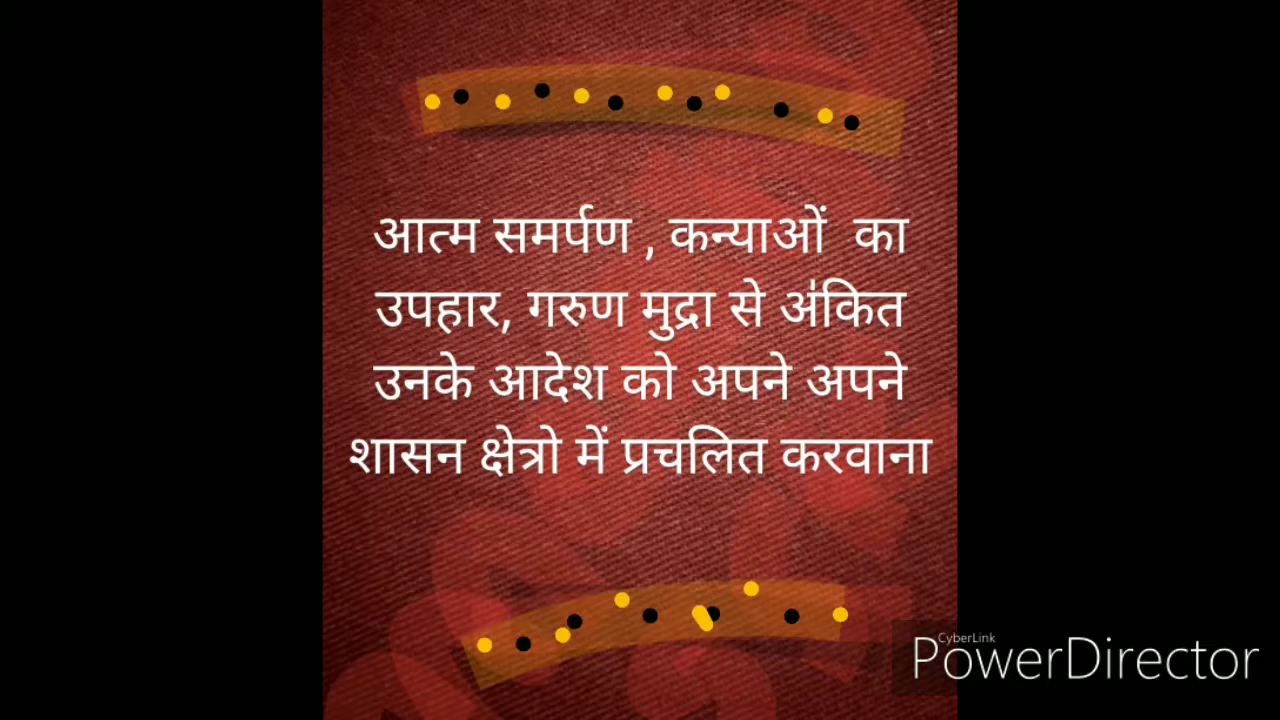 आत्म समर्पण , कन्याओं का
उपहार, गरुण मुद्रा से अंकित
उनके आदेश को अपने अपने
शासन क्षेत्रो में प्रचलित करवाना
CyberLink
PowerDirector